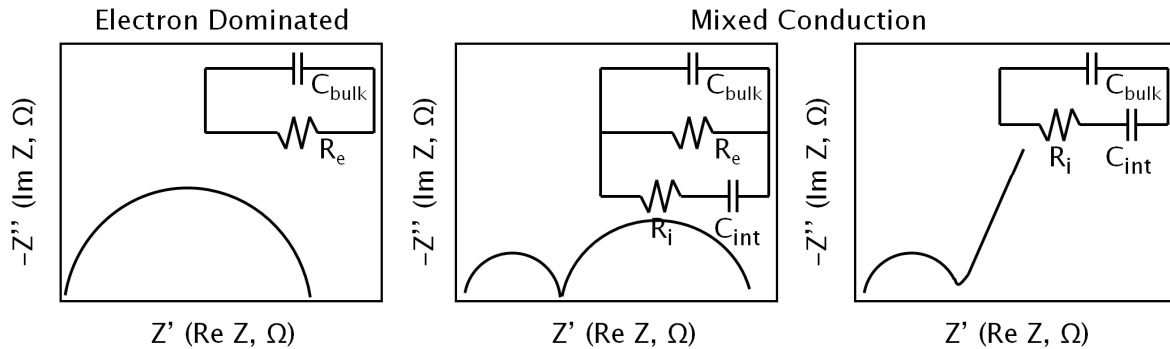 Electron Dominated
Mixed Conduction
C_bulk
R_e
–Z'' (Im Z, Ω)
Z' (Re Z, Ω)
C_bulk
R_e
R_i
C_int
–Z'' (Im Z, Ω)
Z' (Re Z, Ω)
C_bulk
R_i
C_int
–Z'' (Im Z, Ω)
Z' (Re Z, Ω)